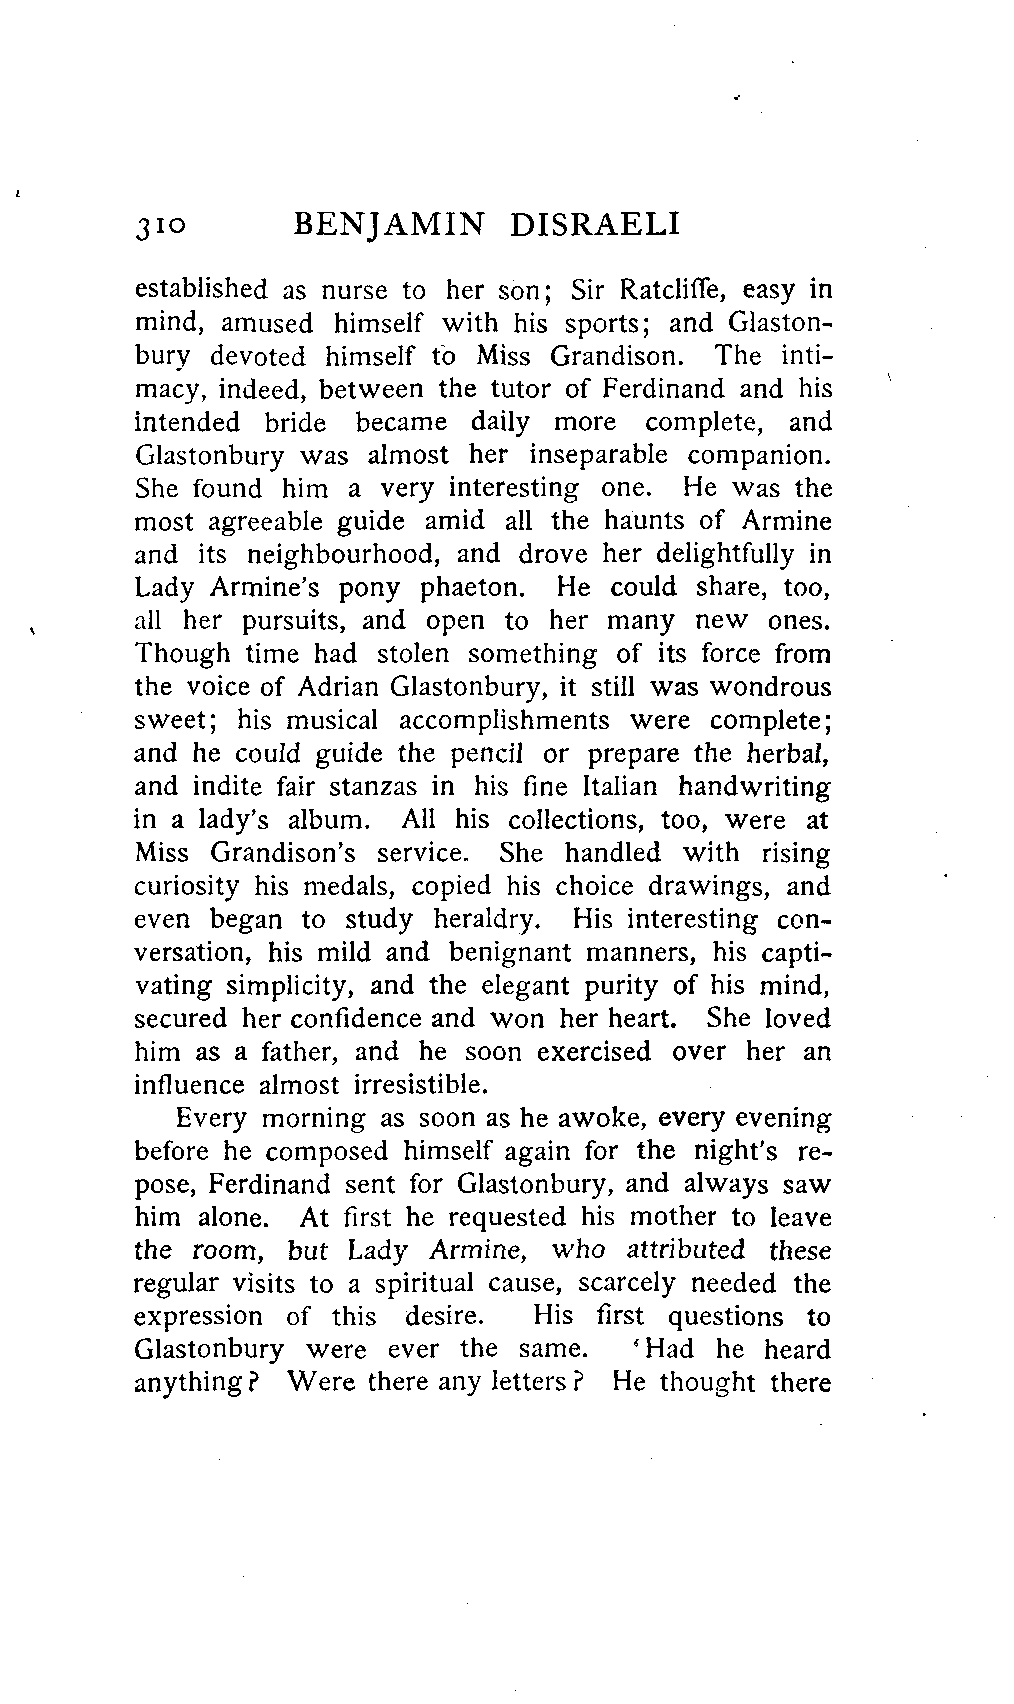 310 BENJAMIN DISRAELI
established as nurse to her son; Sir Ratcliffe, easy in
mind, amused himself with his sports; and Glaston-
bury devoted himself to Miss Grandison. The inti-
macy, indeed, between the tutor of Ferdinand and his
intended bride became daily more complete, and
Glastonbury was almost her inseparable companion.
She found him a very interesting one. He was the
most agreeable guide amid all the haunts of Armine
and its neighbourhood, and drove her delightfully in
Lady Armine's pony phaeton. He could share, too,
all her pursuits, and open to her many new ones.
Though time had stolen something of its force from
the voice of Adrian Glastonbury, it still was wondrous
sweet; his musical accomplishments were complete;
and he could guide the pencil or prepare the herbal,
and indite fair stanzas in his fine Italian handwriting
in a lady's album. All his collections, too, were at
Miss Grandison's service. She handled with rising
curiosity his medals, copied his choice drawings, and
even began to study heraldry. His interesting con-
versation, his mild and benignant manners, his capti-
vating simplicity, and the elegant purity of his mind,
secured her confidence and won her heart. She loved
him as a father, and he soon exercised over her an
influence almost irresistible.
Every morning as soon as he awoke, every evening
before he composed himself again for the night's re-
pose, Ferdinand sent for Glastonbury, and always saw
him alone. At first he requested his mother to leave
the room, but Lady Armine, who attributed these
regular visits to a spiritual cause, scarcely needed the
expression of this desire. His first questions to
Glastonbury were ever the same. 'Had he heard
anything? Were there any letters? He thought there